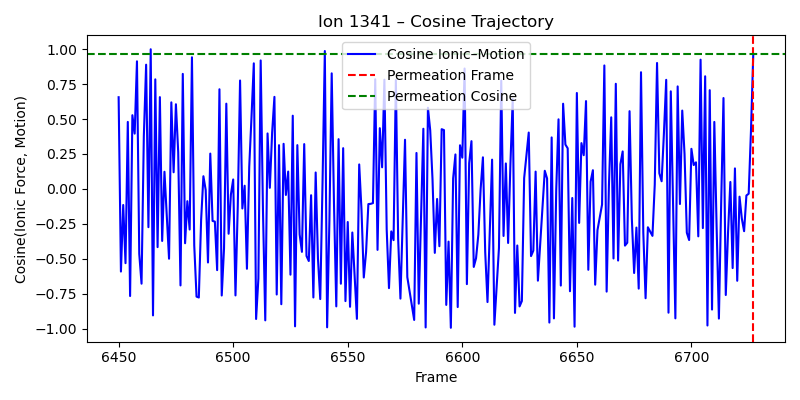 Ion 1341 – Cosine Trajectory
Cosine Ionic–Motion
Permeation Frame
Permeation Cosine
Cosine(Ionic Force, Motion)
1.00
0.75
0.50
0.25
0.00
−0.25
−0.50
−0.75
−1.00
6450 6500 6550 6600 6650 6700
Frame